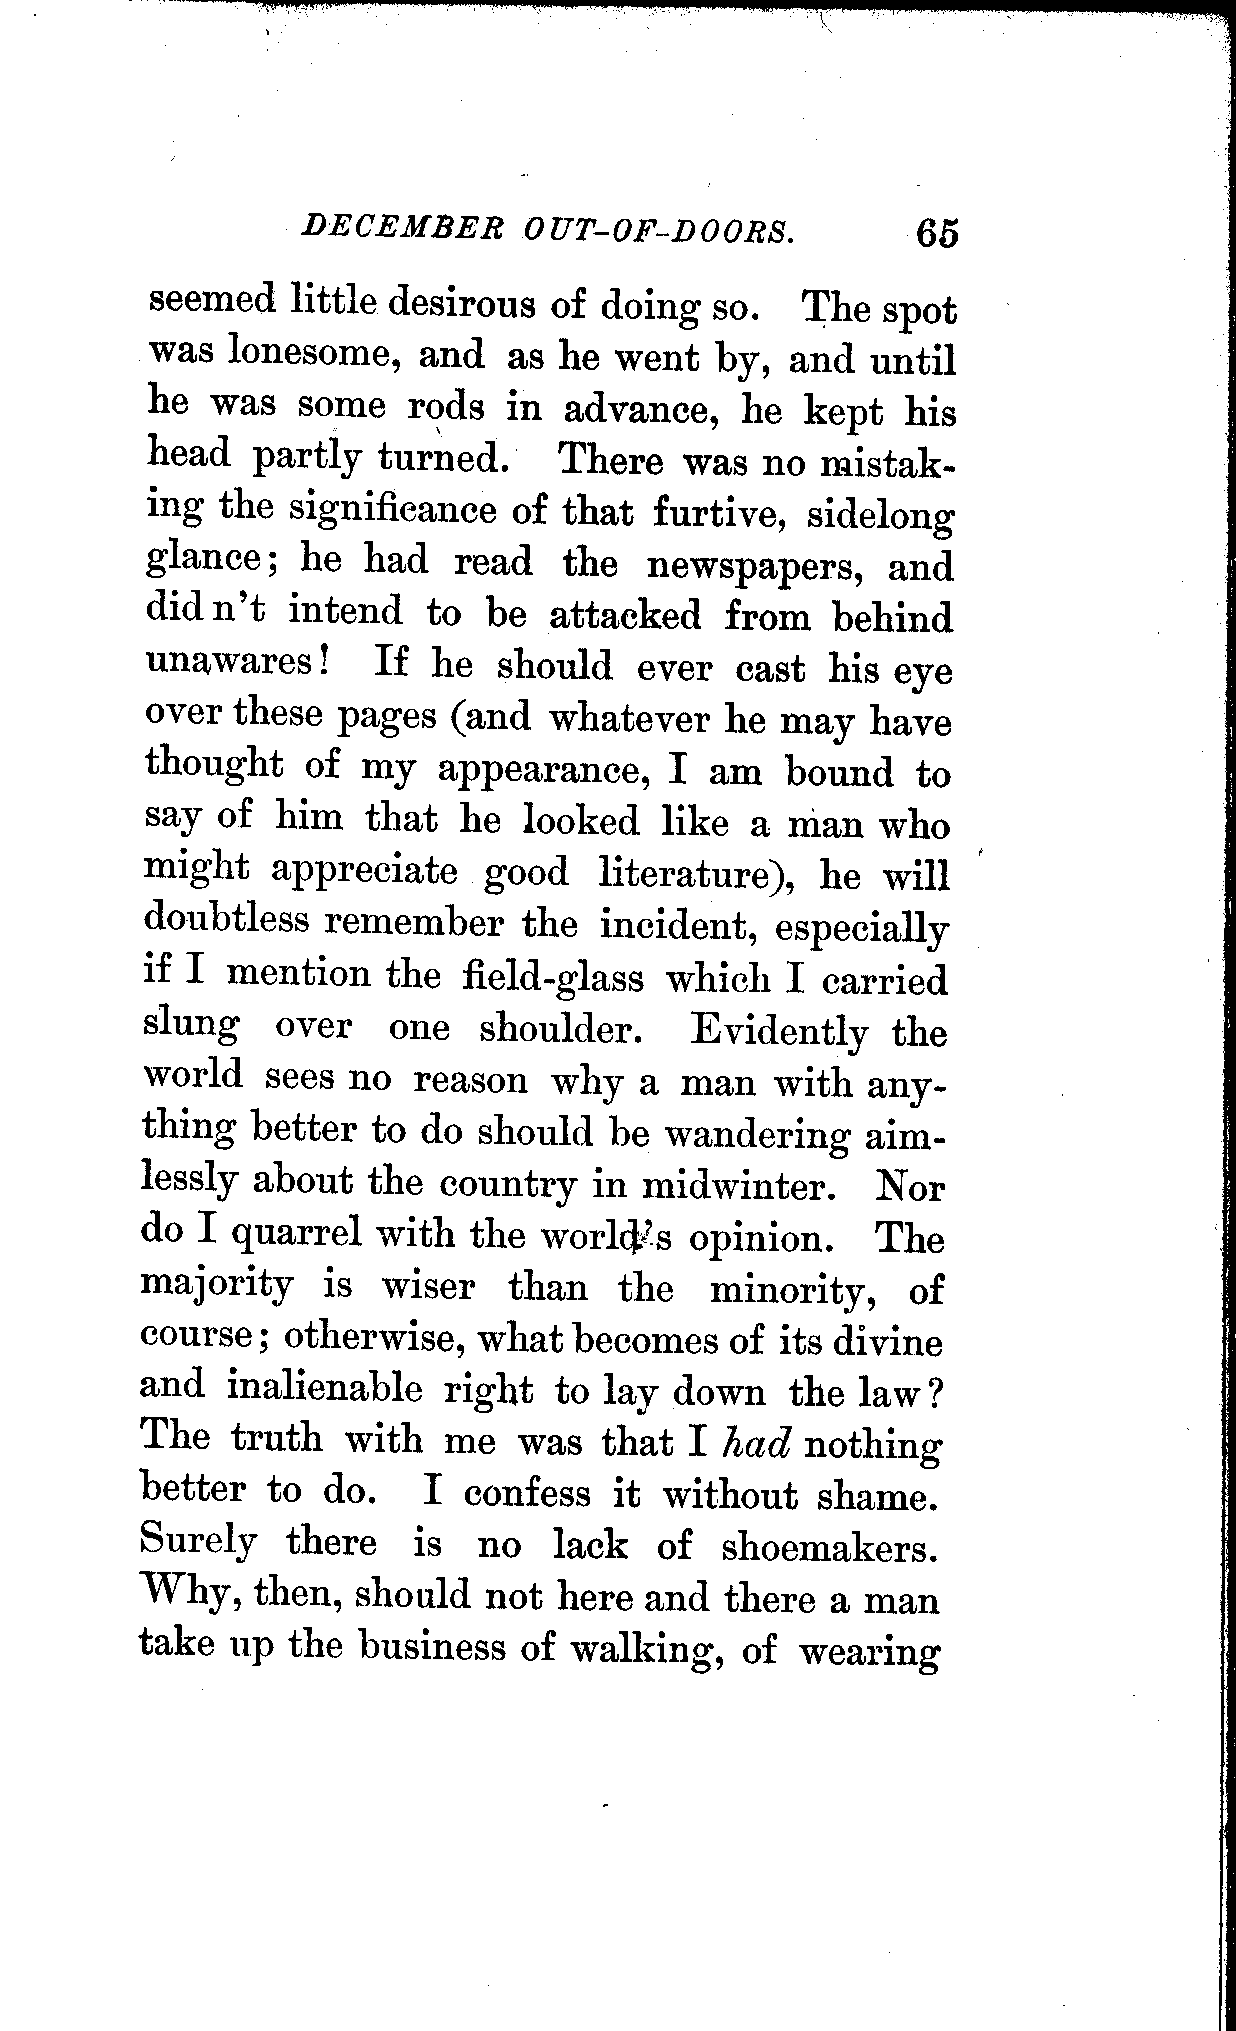 DECEMBER OUT-OF-DOORS. 65
seemed little desirous of doing so. The spot
was lonesome, and as he went by, and until
he was some rods in advance, he kept his
head partly turned. There was no mistak-
ing the significance of that furtive, sidelong
glance; he had read the newspapers, and
did n't intend to be attacked from behind
unawares! If he should ever cast his eye
over these pages (and whatever he may have
thought of my appearance, I am bound to
say of him that he looked like a man who
might appreciate good literature), he will
doubtless remember the incident, especially
if I mention the field-glass which I carried
slung over one shoulder. Evidently the
world sees no reason why a man with any-
thing better to do should be wandering aim-
lessly about the country in midwinter. Nor
do I quarrel with the world's opinion. The
majority is wiser than the minority, of
course; otherwise, what becomes of its divine
and inalienable right to lay down the law?
The truth with me was that I had nothing
better to do. I confess it without shame.
Surely there is no lack of shoemakers.
Why, then, should not here and there a man
take up the business of walking, of wearing